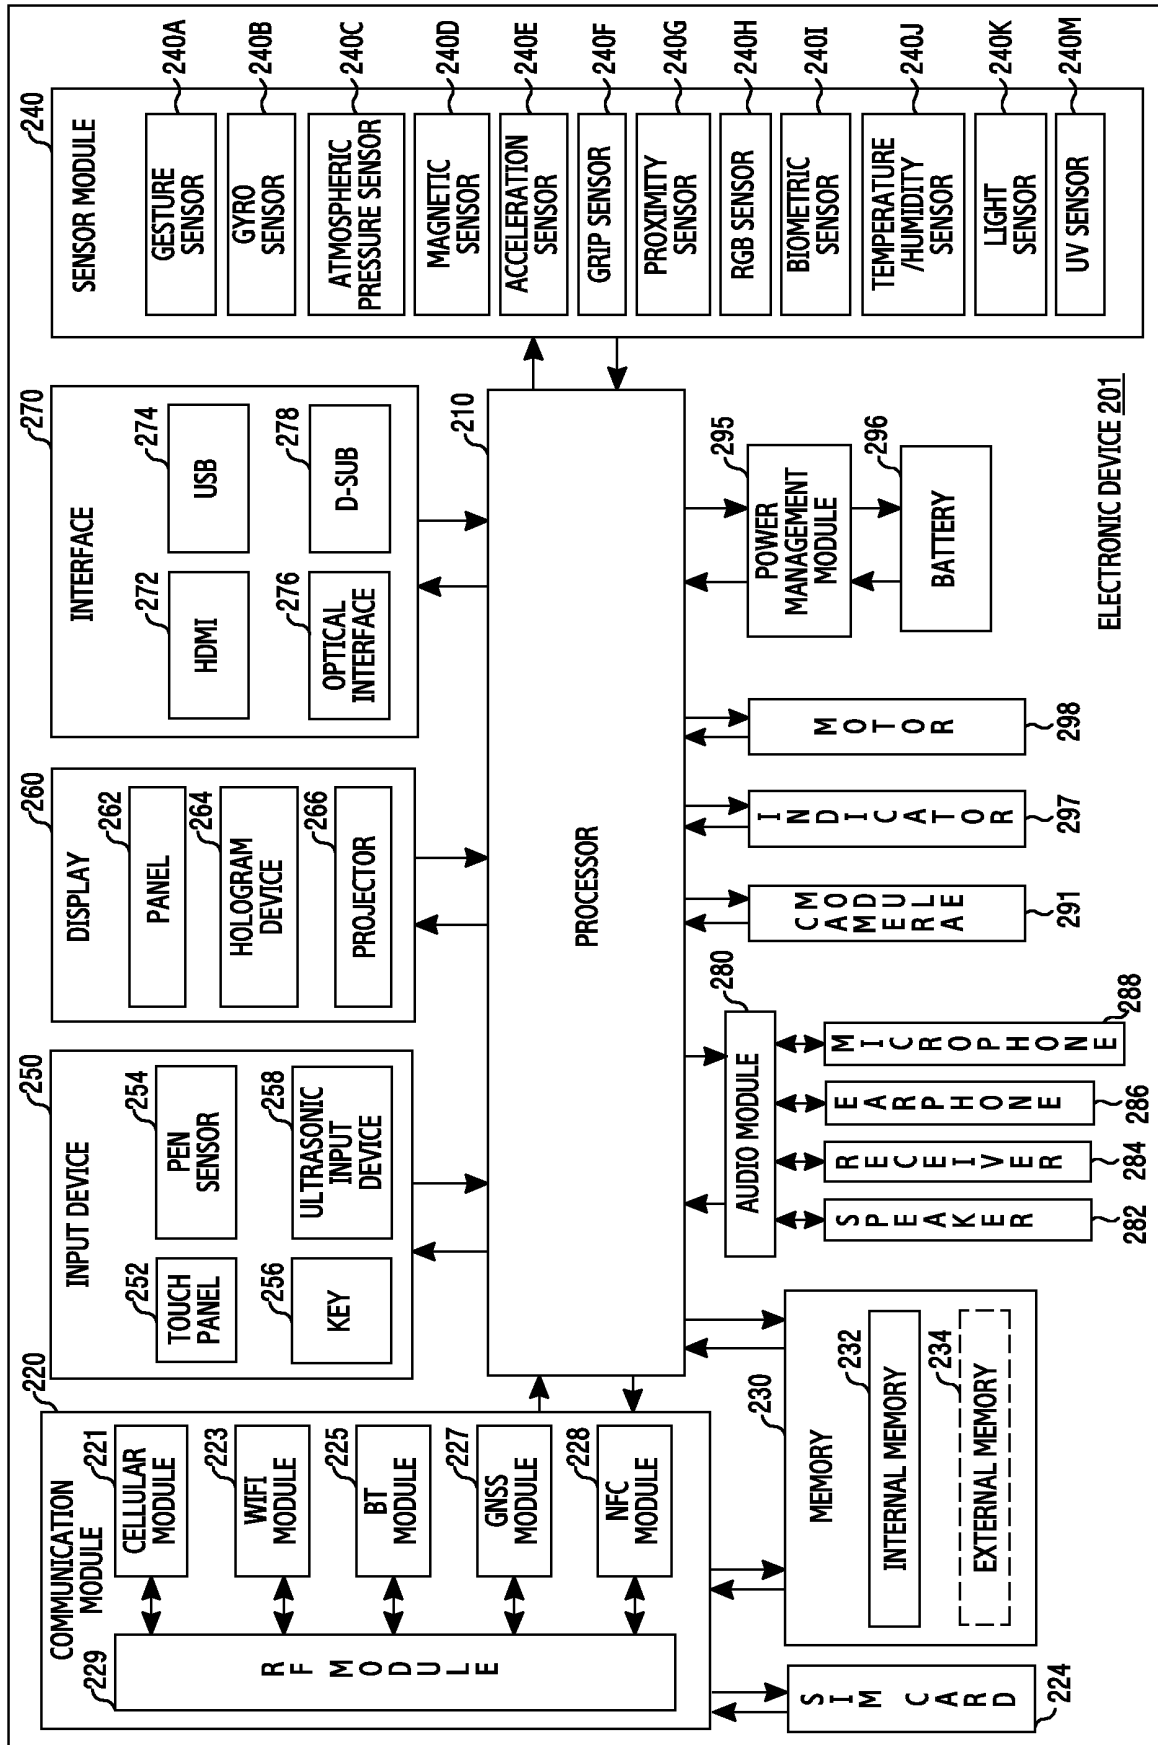 COMMUNICATION
MODULE
220
229
RF MODULE
221
CELLULAR
MODULE
223
WIFI
MODULE
225
BT
MODULE
227
GNSS
MODULE
228
NFC
MODULE
SIM CARD
224
INPUT DEVICE
250
252
TOUCH
PANEL
254
PEN
SENSOR
256
KEY
258
ULTRASONIC
INPUT
DEVICE
DISPLAY
260
262
PANEL
264
HOLOGRAM
DEVICE
266
PROJECTOR
INTERFACE
270
272
HDMI
274
USB
276
OPTICAL
INTERFACE
278
D-SUB
SENSOR MODULE
240
GESTURE
SENSOR
240A
GYRO
SENSOR
240B
ATMOSPHERIC
PRESSURE SENSOR
240C
MAGNETIC
SENSOR
240D
ACCELERATION
SENSOR
240E
GRIP SENSOR
240F
PROXIMITY
SENSOR
240G
RGB SENSOR
240H
BIOMETRIC
SENSOR
240I
TEMPERATURE
/HUMIDITY
SENSOR
240J
LIGHT
SENSOR
240K
UV SENSOR
240M
PROCESSOR
210
230
MEMORY
232
INTERNAL MEMORY
234
EXTERNAL MEMORY
AUDIO MODULE
280
SPEAKER
282
RECEIVER
284
EARPHONE
286
MICROPHONE
288
CAMERA
MODULE
291
INDICATOR
297
MOTOR
298
POWER
MANAGEMENT
MODULE
295
BATTERY
296
ELECTRONIC DEVICE 201